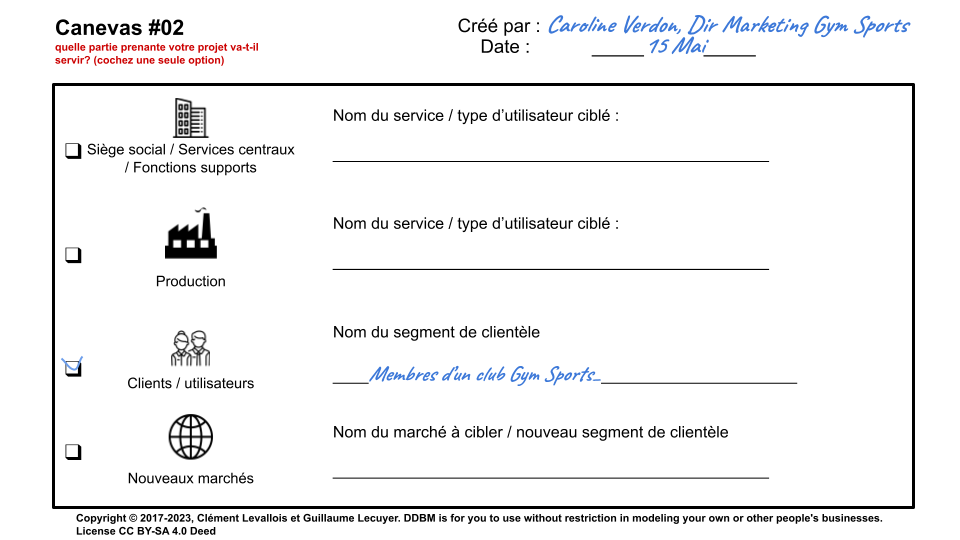 Canevas #02
quelle partie prenante votre projet va-t-il
servir? (cochez une seule option)
Créé par : Caroline Verdon, Dir Marketing Gym Sports
Date : _____ 15 Mai_____
Siège social / Services centraux
/ Fonctions supports
Nom du service / type d’utilisateur ciblé :
Production
Nom du service / type d’utilisateur ciblé :
Clients / utilisateurs
Nom du segment de clientèle
____Membres d’un club Gym Sports_____________________
Nouveaux marchés
Nom du marché à cibler / nouveau segment de clientèle
Copyright © 2017-2023, Clément Levallois et Guillaume Lecuyer. DDBM is for you to use without restriction in modeling your own or other people's businesses.
License CC BY-SA 4.0 Deed